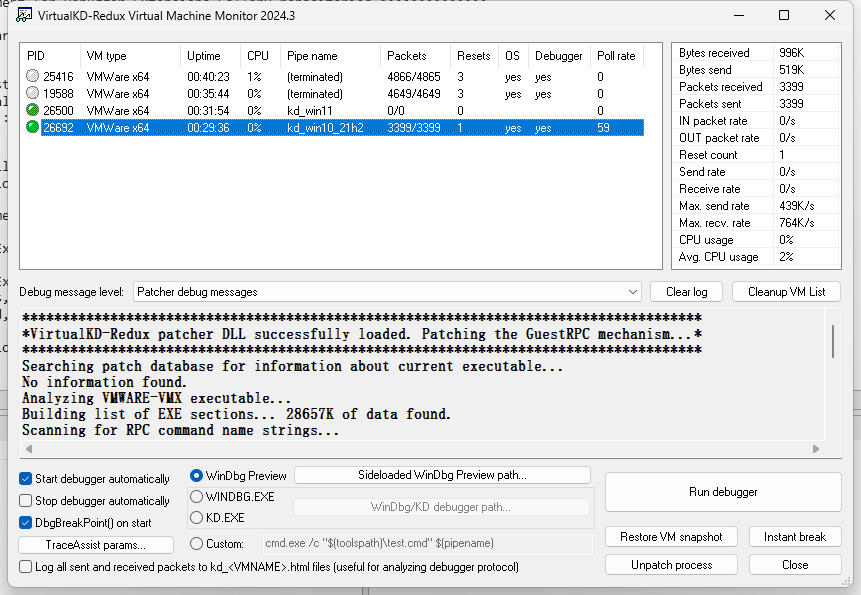 VirtualKD-Redux Virtual Machine Monitor 2024.3
PID VM type Uptime CPU Pipe name Packets Resets OS Debugger Poll rate
25416 VMWare x64 00:40:23 1% (terminated) 4866/4865 3 yes yes 0
19588 VMWare x64 00:35:44 0% (terminated) 4649/4649 3 yes yes 0
26500 VMWare x64 00:31:54 0% kd_win11 0/0 0 0
26692 VMWare x64 00:29:36 0% kd_win10_21h2 3399/3399 1 yes yes 59
Bytes received 996K
Bytes send 519K
Packets received 3399
Packets sent 3399
IN packet rate 0/s
OUT packet rate 0/s
Reset count 1
Send rate 0/s
Receive rate 0/s
Max. send rate 439K/s
Max. recv. rate 764K/s
CPU usage 0%
Avg. CPU usage 2%
Debug message level: Patcher debug messages Clear log Cleanup VM List
**************************************************************************************
*VirtualKD-Redux patcher DLL successfully loaded. Patching the GuestRPC mechanism...*
**************************************************************************************
Searching patch database for information about current executable...
No information found.
Analyzing VMWARE-VMX executable...
Building list of EXE sections... 28657K of data found.
Scanning for RPC command name strings...
Start debugger automatically
Stop debugger automatically
DbgBreakPoint() on start
TraceAssist params...
WinDbg Preview Sideloaded WinDbg Preview path...
WINDBG.EXE
KD.EXE
WinDbg/KD debugger path...
Custom: cmd.exe /c "$(toolspath)\test.cmd" $(pipename)
Log all sent and received packets to kd_<VMNAME>.html files (useful for analyzing debugger protocol)
Run debugger
Restore VM snapshot Instant break
Unpatch process Close